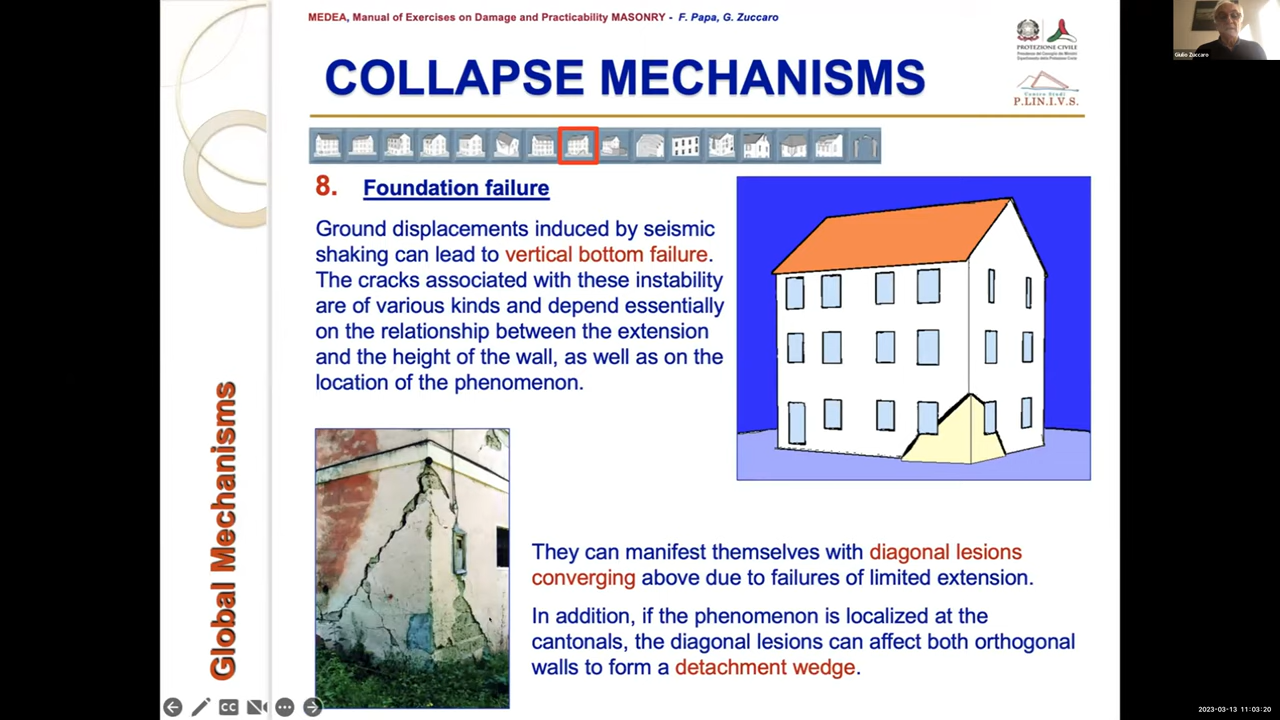 MEDEA, Manual of Exercises on Damage and Practicability MASONRY - F. Papa, G. Zuccaro
COLLAPSE MECHANISMS
PROTEZIONE CIVILE
Centro Studi
P.LIN.I.V.S.
Giulio Zuccaro
8. Foundation failure
Ground displacements induced by seismic
shaking can lead to vertical bottom failure.
The cracks associated with these instability
are of various kinds and depend essentially
on the relationship between the extension
and the height of the wall, as well as on the
location of the phenomenon.
Global Mechanisms
They can manifest themselves with diagonal lesions
converging above due to failures of limited extension.
In addition, if the phenomenon is localized at the
cantonals, the diagonal lesions can affect both orthogonal
walls to form a detachment wedge.
CC
2023-03-13 11:03:20